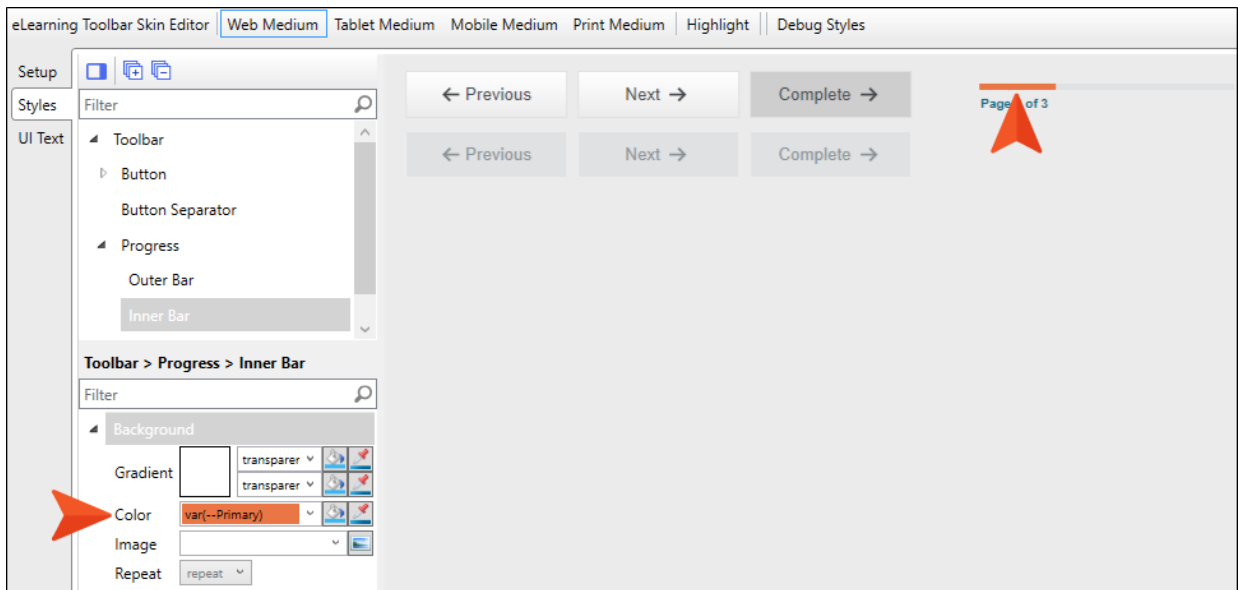 eLearning Toolbar Skin Editor Web Medium Tablet Medium Mobile Medium Print Medium Highlight Debug Styles
Setup
Styles
UI Text
Filter
Toolbar
Button
Button Separator
Progress
Outer Bar
Inner Bar
Toolbar > Progress > Inner Bar
Filter
Background
Gradient
transparer
transparer
Color var(--Primary)
Image
Repeat repeat
← Previous Next → Complete →
← Previous Next → Complete →
Page of 3